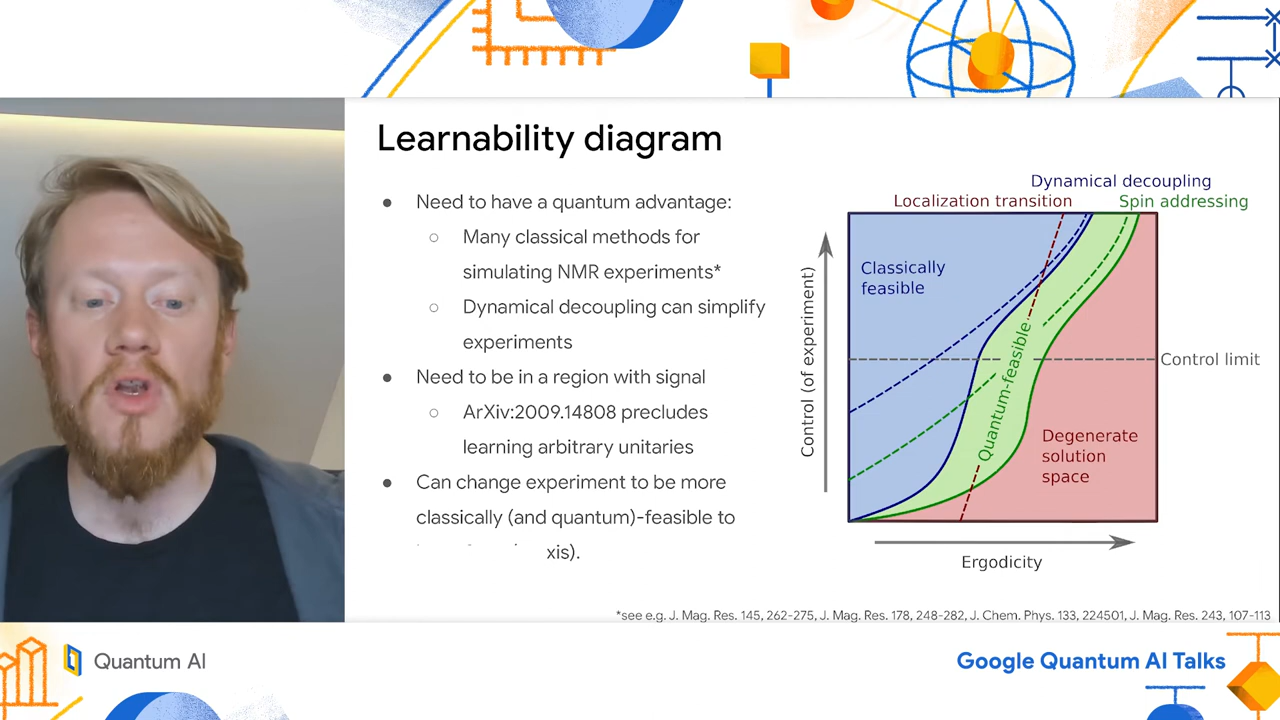 Learnability diagram
● Need to have a quantum advantage:
○ Many classical methods for
simulating NMR experiments*
○ Dynamical decoupling can simplify
experiments
● Need to be in a region with signal
○ ArXiv:2009.14808 precludes
learning arbitrary unitaries
● Can change experiment to be more
classically (and quantum)-feasible to
xis).
Dynamical decoupling
Localization transition
Spin addressing
Classically
feasible
Control (of experiment)
Quantum-feasible
Control limit
Degenerate
solution
space
Ergodicity
*see e.g. J. Mag. Res. 145, 262-275, J. Mag. Res. 178, 248-282, J. Chem. Phys. 133, 224501, J. Mag. Res. 243, 107-113
Quantum AI
Google Quantum AI Talks